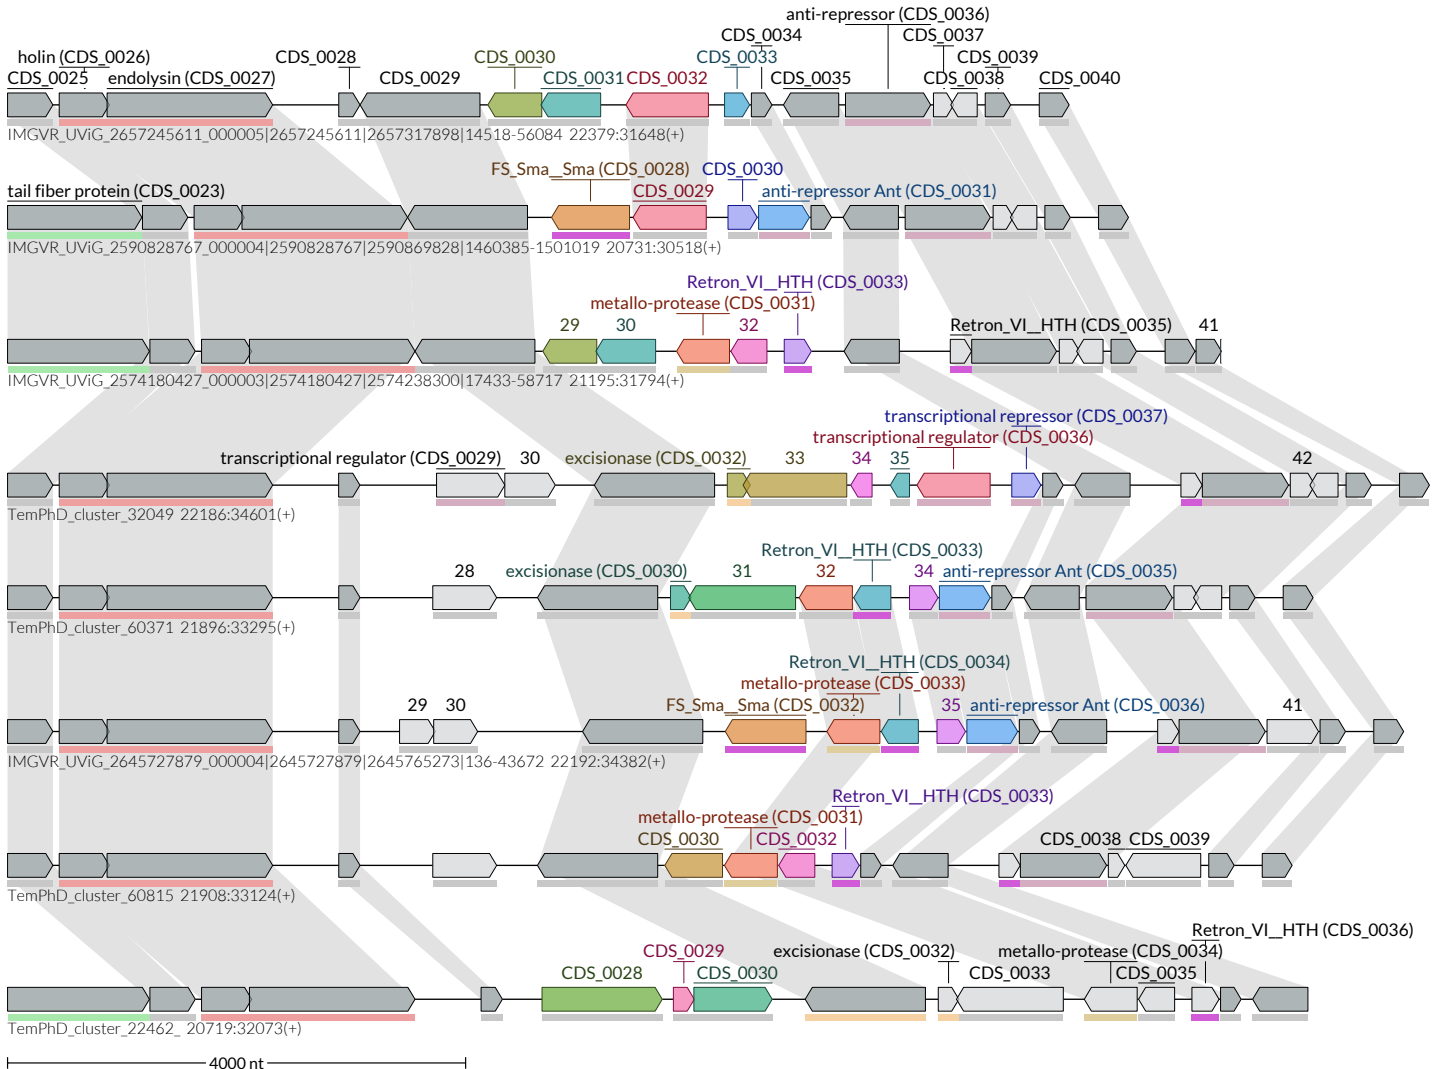 anti-repressor (CDS_0036)
CDS_0034 CDS_0037
holin (CDS_0026) CDS_0028 CDS_0030 CDS_0033 CDS_0039
CDS_0025 endolysin (CDS_0027) CDS_0029 CDS_0031 CDS_0032 CDS_0035 CDS_0038 CDS_0040
IMGVR_UViG_2657245611_000005|2657245611|2657317898|14518-56084 22379:31648(+)
FS_Sma__Sma (CDS_0028) CDS_0030
tail fiber protein (CDS_0023) CDS_0029 anti-repressor Ant (CDS_0031)
IMGVR_UViG_2590828767_000004|2590828767|2590869828|1460385-1501019 20731:30518(+)
Retron_VI__HTH (CDS_0033)
metallo-protease (CDS_0031)
29 30 32 Retron_VI__HTH (CDS_0035) 41
IMGVR_UViG_2574180427_000003|2574180427|2574238300|17433-58717 21195:31794(+)
transcriptional repressor (CDS_0037)
transcriptional regulator (CDS_0036)
transcriptional regulator (CDS_0029) 30 excisionase (CDS_0032) 33 34 35 42
TemPhD_cluster_32049 22186:34601(+)
Retron_VI__HTH (CDS_0033)
28 excisionase (CDS_0030) 31 32 34 anti-repressor Ant (CDS_0035)
TemPhD_cluster_60371 21896:33295(+)
Retron_VI__HTH (CDS_0034)
metallo-protease (CDS_0033)
29 30 FS_Sma__Sma (CDS_0032) 35 anti-repressor Ant (CDS_0036) 41
IMGVR_UViG_2645727879_000004|2645727879|2645765273|136-43672 22192:34382(+)
Retron_VI__HTH (CDS_0033)
metallo-protease (CDS_0031)
CDS_0030 CDS_0032 CDS_0038 CDS_0039
TemPhD_cluster_60815 21908:33124(+)
Retron_VI__HTH (CDS_0036)
CDS_0029 excisionase (CDS_0032) metallo-protease (CDS_0034)
CDS_0028 CDS_0030 CDS_0033 CDS_0035
TemPhD_cluster_22462_ 20719:32073(+)
4000 nt